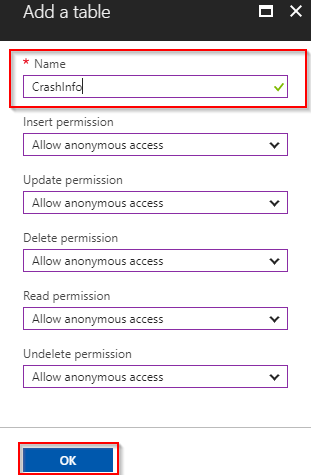 Add a table
* Name
CrashInfo
Insert permission
Allow anonymous access
Update permission
Allow anonymous access
Delete permission
Allow anonymous access
Read permission
Allow anonymous access
Undelete permission
Allow anonymous access
OK